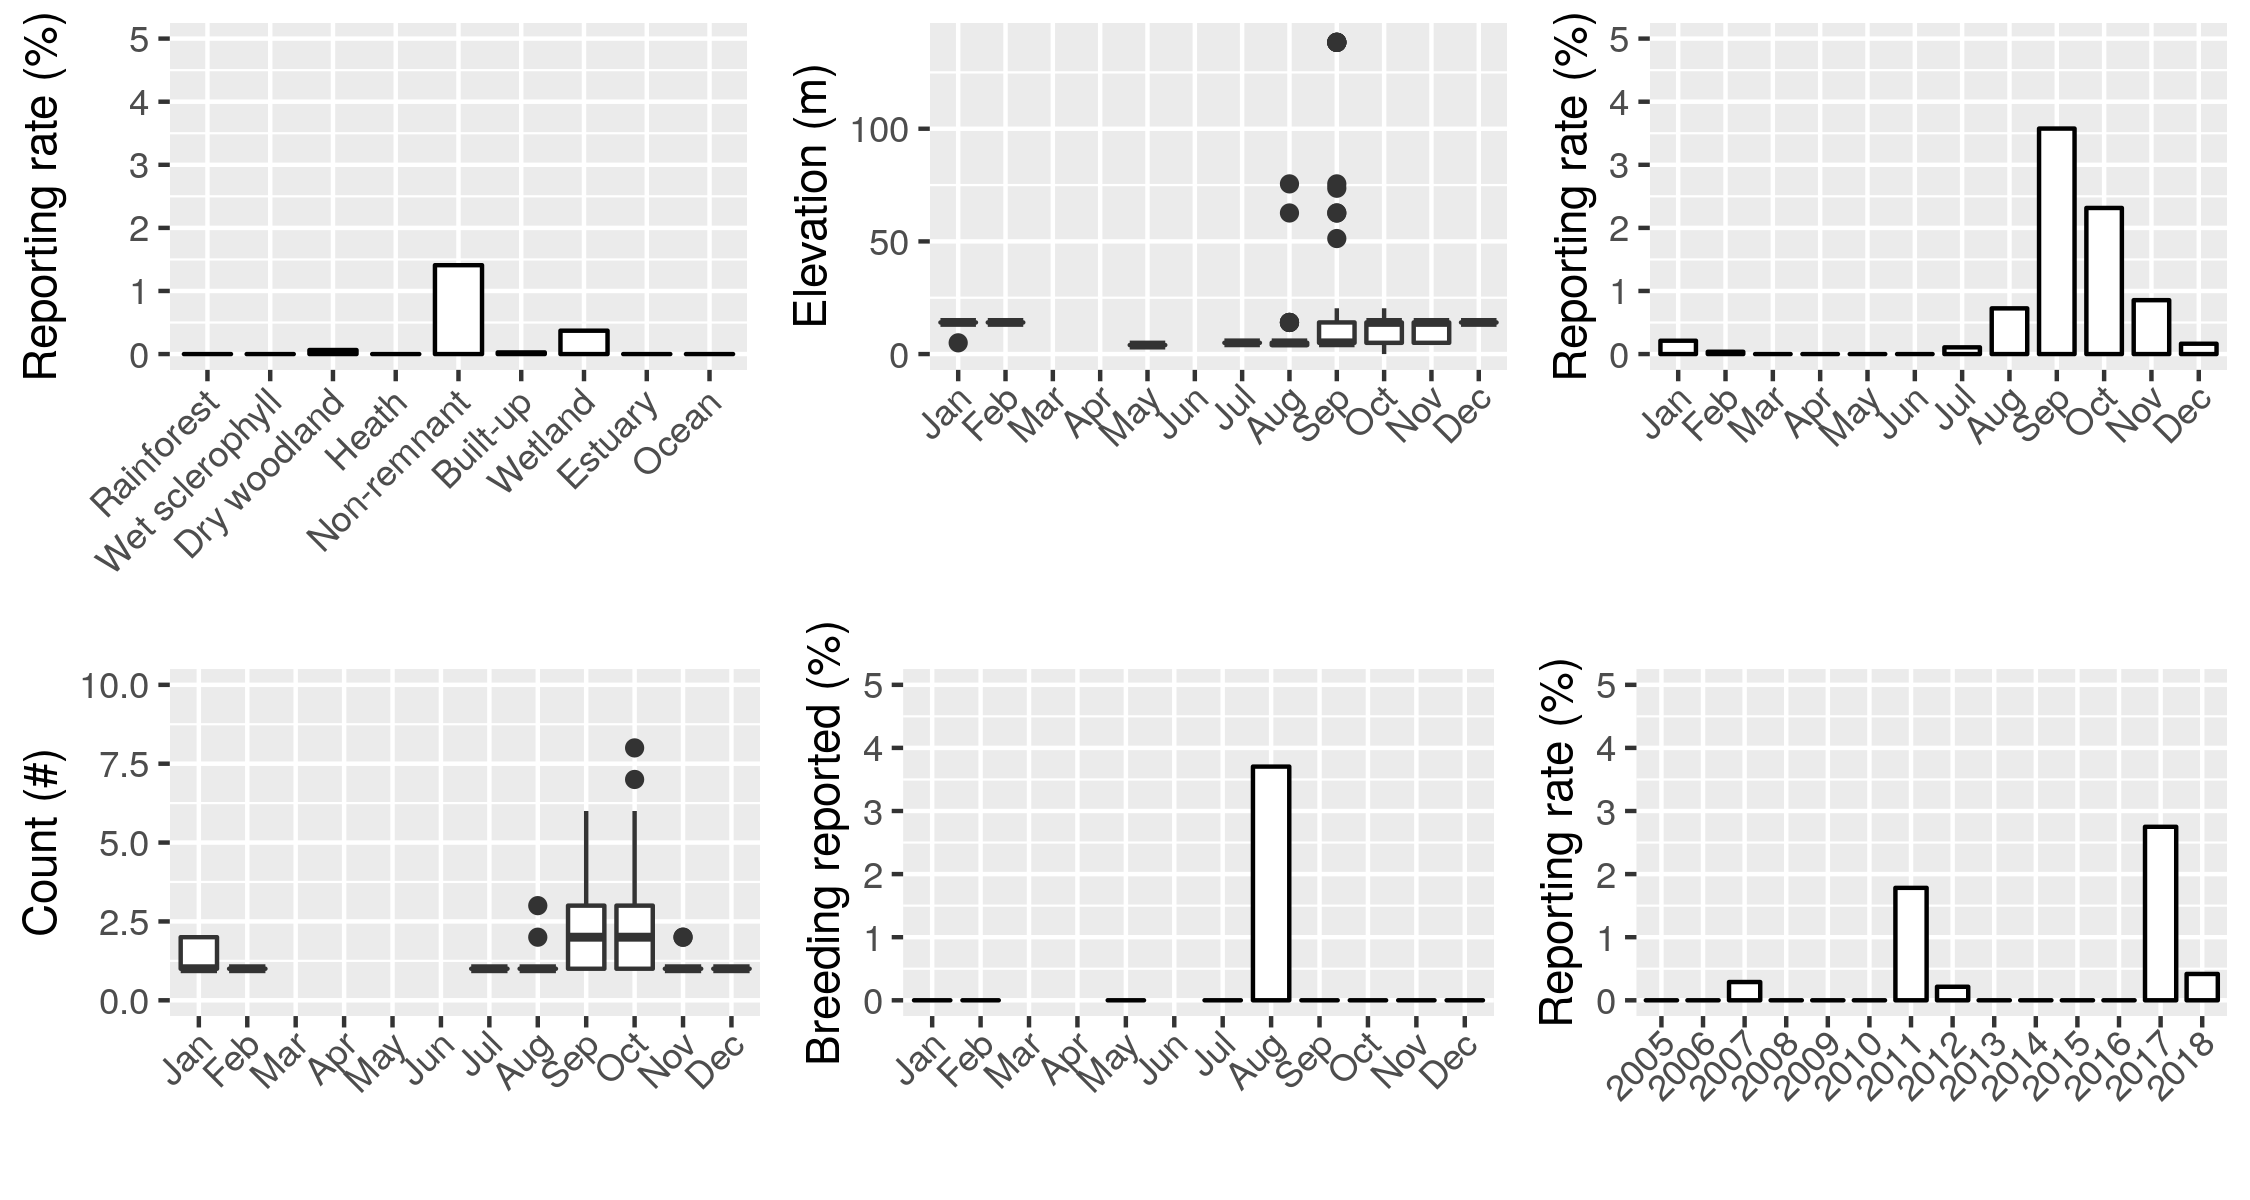 Reporting rate (%)
5
4
3
2
1
0
Rainforest
Wet sclerophyll
Dry woodland
Heath
Non-remnant
Built-up
Wetland
Estuary
Ocean
Elevation (m)
100
50
0
Jan
Feb
Mar
Apr
May
Jun
Jul
Aug
Sep
Oct
Nov
Dec
Reporting rate (%)
5
4
3
2
1
0
Jan
Feb
Mar
Apr
May
Jun
Jul
Aug
Sep
Oct
Nov
Dec
Count (#)
10.0
7.5
5.0
2.5
0.0
Jan
Feb
Mar
Apr
May
Jun
Jul
Aug
Sep
Oct
Nov
Dec
Breeding reported (%)
5
4
3
2
1
0
Jan
Feb
Mar
Apr
May
Jun
Jul
Aug
Sep
Oct
Nov
Dec
Reporting rate (%)
5
4
3
2
1
0
2005
2006
2007
2008
2009
2010
2011
2012
2013
2014
2015
2016
2017
2018